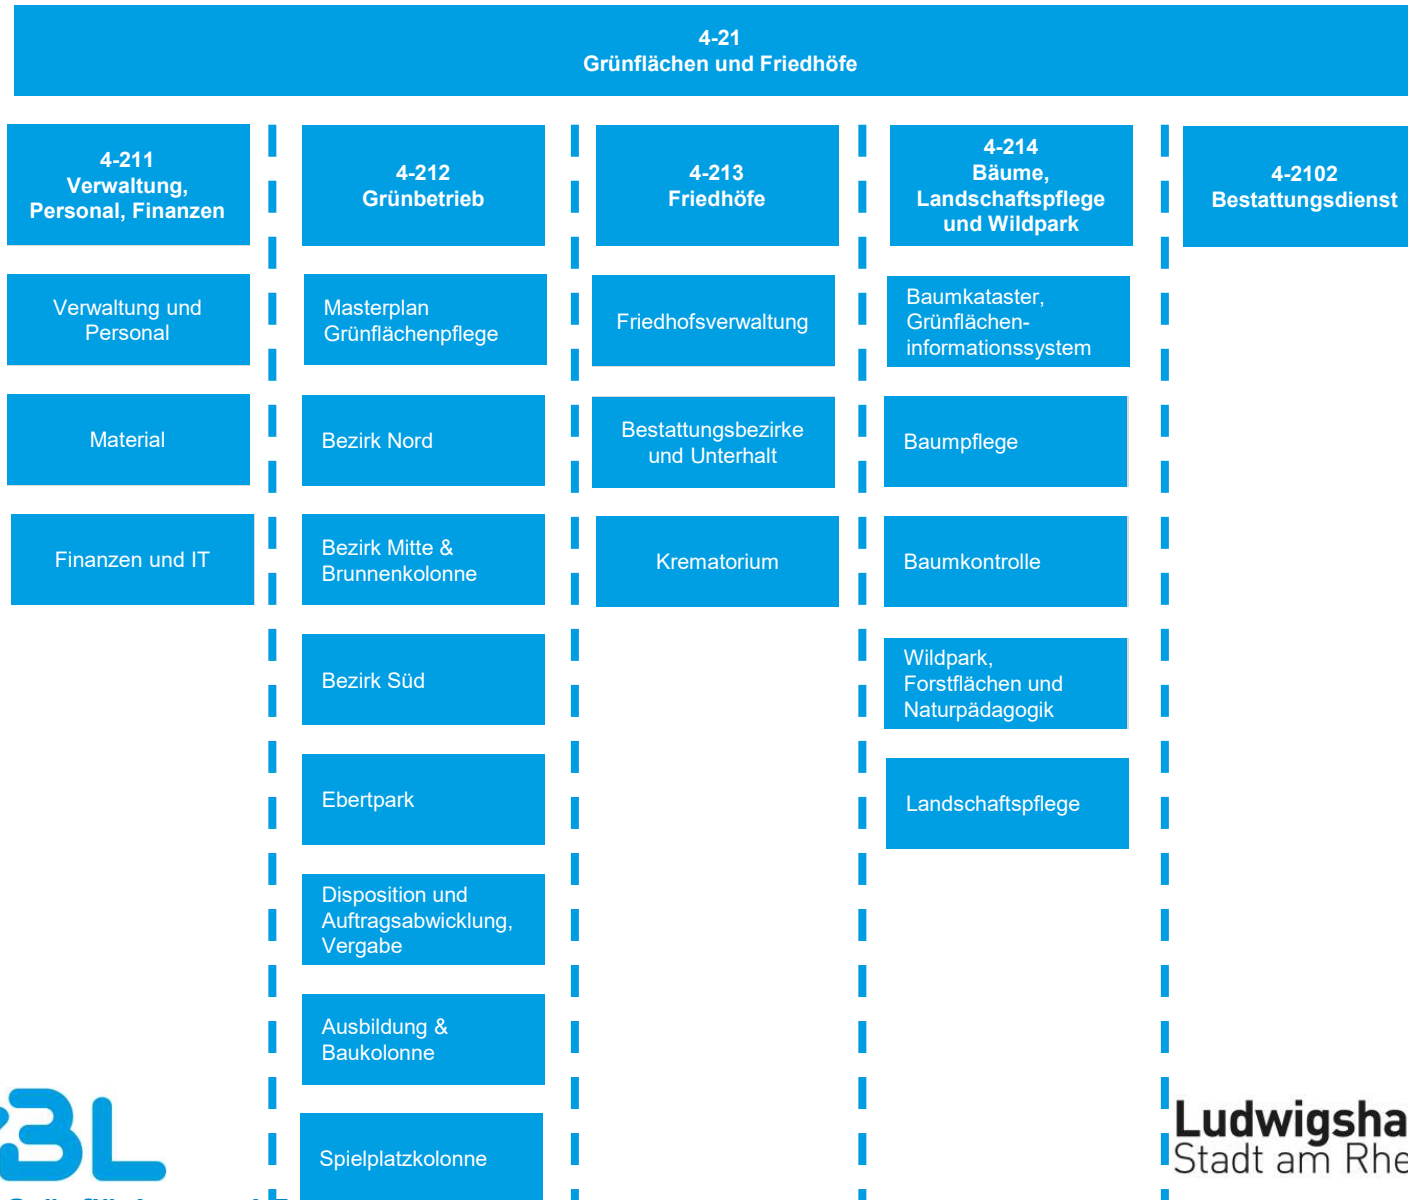 4-21
Grünflächen und Friedhöfe
4-211
Verwaltung,
Personal, Finanzen
Verwaltung und
Personal
Material
Finanzen und IT
4-212
Grünbetrieb
Masterplan
Grünflächenpflege
Bezirk Nord
Bezirk Mitte &
Brunnenkolonne
Bezirk Süd
Ebertpark
Disposition und
Auftragsabwicklung,
Vergabe
Ausbildung &
Baukolonne
Spielplatzkolonne
4-213
Friedhöfe
Friedhofsverwaltung
Bestattungsbezirke
und Unterhalt
Krematorium
4-214
Bäume,
Landschaftspflege
und Wildpark
Baumkataster,
Grünflächen-
informationssystem
Baumpflege
Baumkontrolle
Wildpark,
Forstflächen und
Naturpädagogik
Landschaftspflege
4-2102
Bestattungsdienst
BL
Ludwigsha
Stadt am Rhe